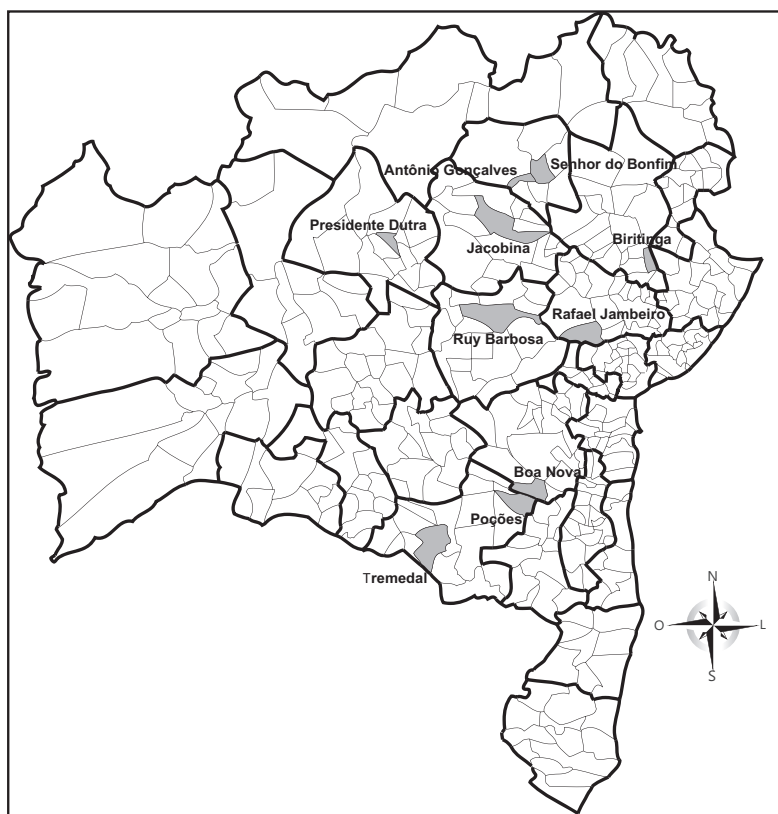 Antônio Gonçalves
Senhor do Bonfim
Presidente Dutra
Jacobina
Biritinga
Rafael Jambeiro
Ruy Barbosa
Boa Nova
Poções
Tremedal
N
O
L
S